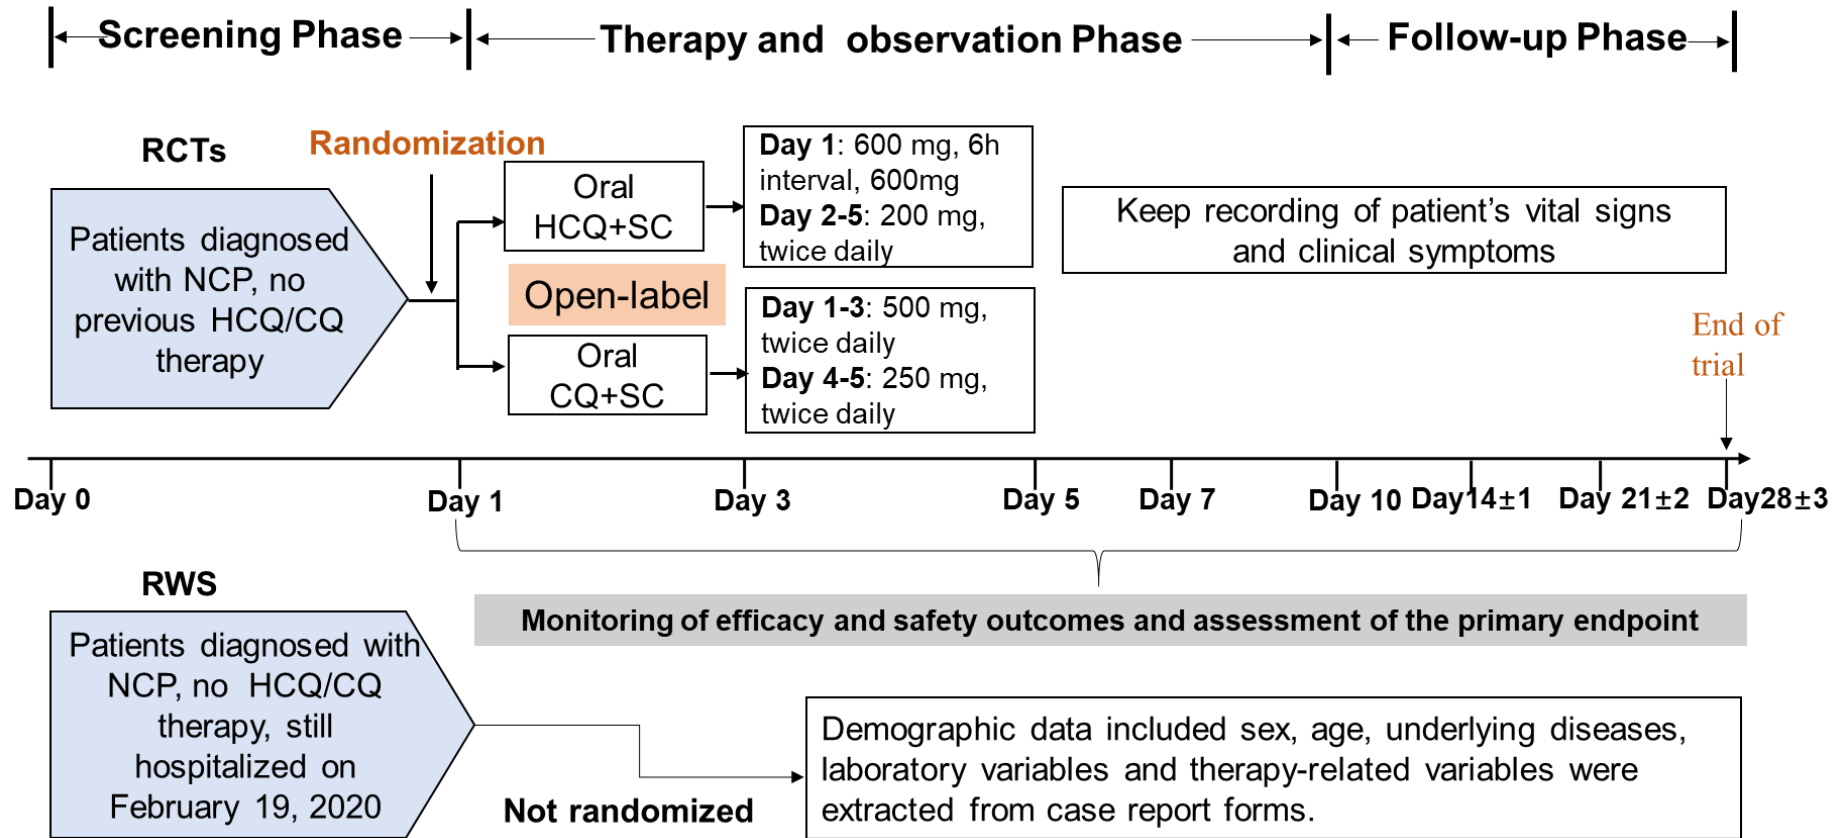 Screening Phase
Therapy and observation Phase
Follow-up Phase
RCTs
Randomization
Patients diagnosed
with NCP, no
previous HCQ/CQ
therapy
Oral
HCQ+SC
Open-label
Oral
CQ+SC
Day 1: 600 mg, 6h
interval, 600mg
Day 2-5: 200 mg,
twice daily
Day 1-3: 500 mg,
twice daily
Day 4-5: 250 mg,
twice daily
Keep recording of patient's vital signs
and clinical symptoms
End of
trial
Day 0
Day 1
Day 3
Day 5
Day 7
Day 10
Day14±1
Day 21±2
Day28±3
RWS
Monitoring of efficacy and safety outcomes and assessment of the primary endpoint
Patients diagnosed with
NCP, no HCQ/CQ
therapy, still
hospitalized on
February 19, 2020
Not randomized
Demographic data included sex, age, underlying diseases,
laboratory variables and therapy-related variables were
extracted from case report forms.